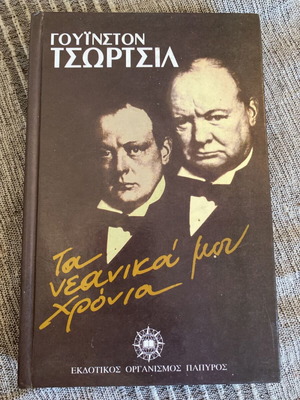 ΓΟΥΪΝΣΤΟΝ
ΤΣΩΡΤΣΙΛ
Τα
νεανικά μου
χρόνια
ΕΚΔΟΤΙΚΟΣ ΟΡΓΑΝΙΣΜΟΣ ΠΑΠΥΡΟΣ